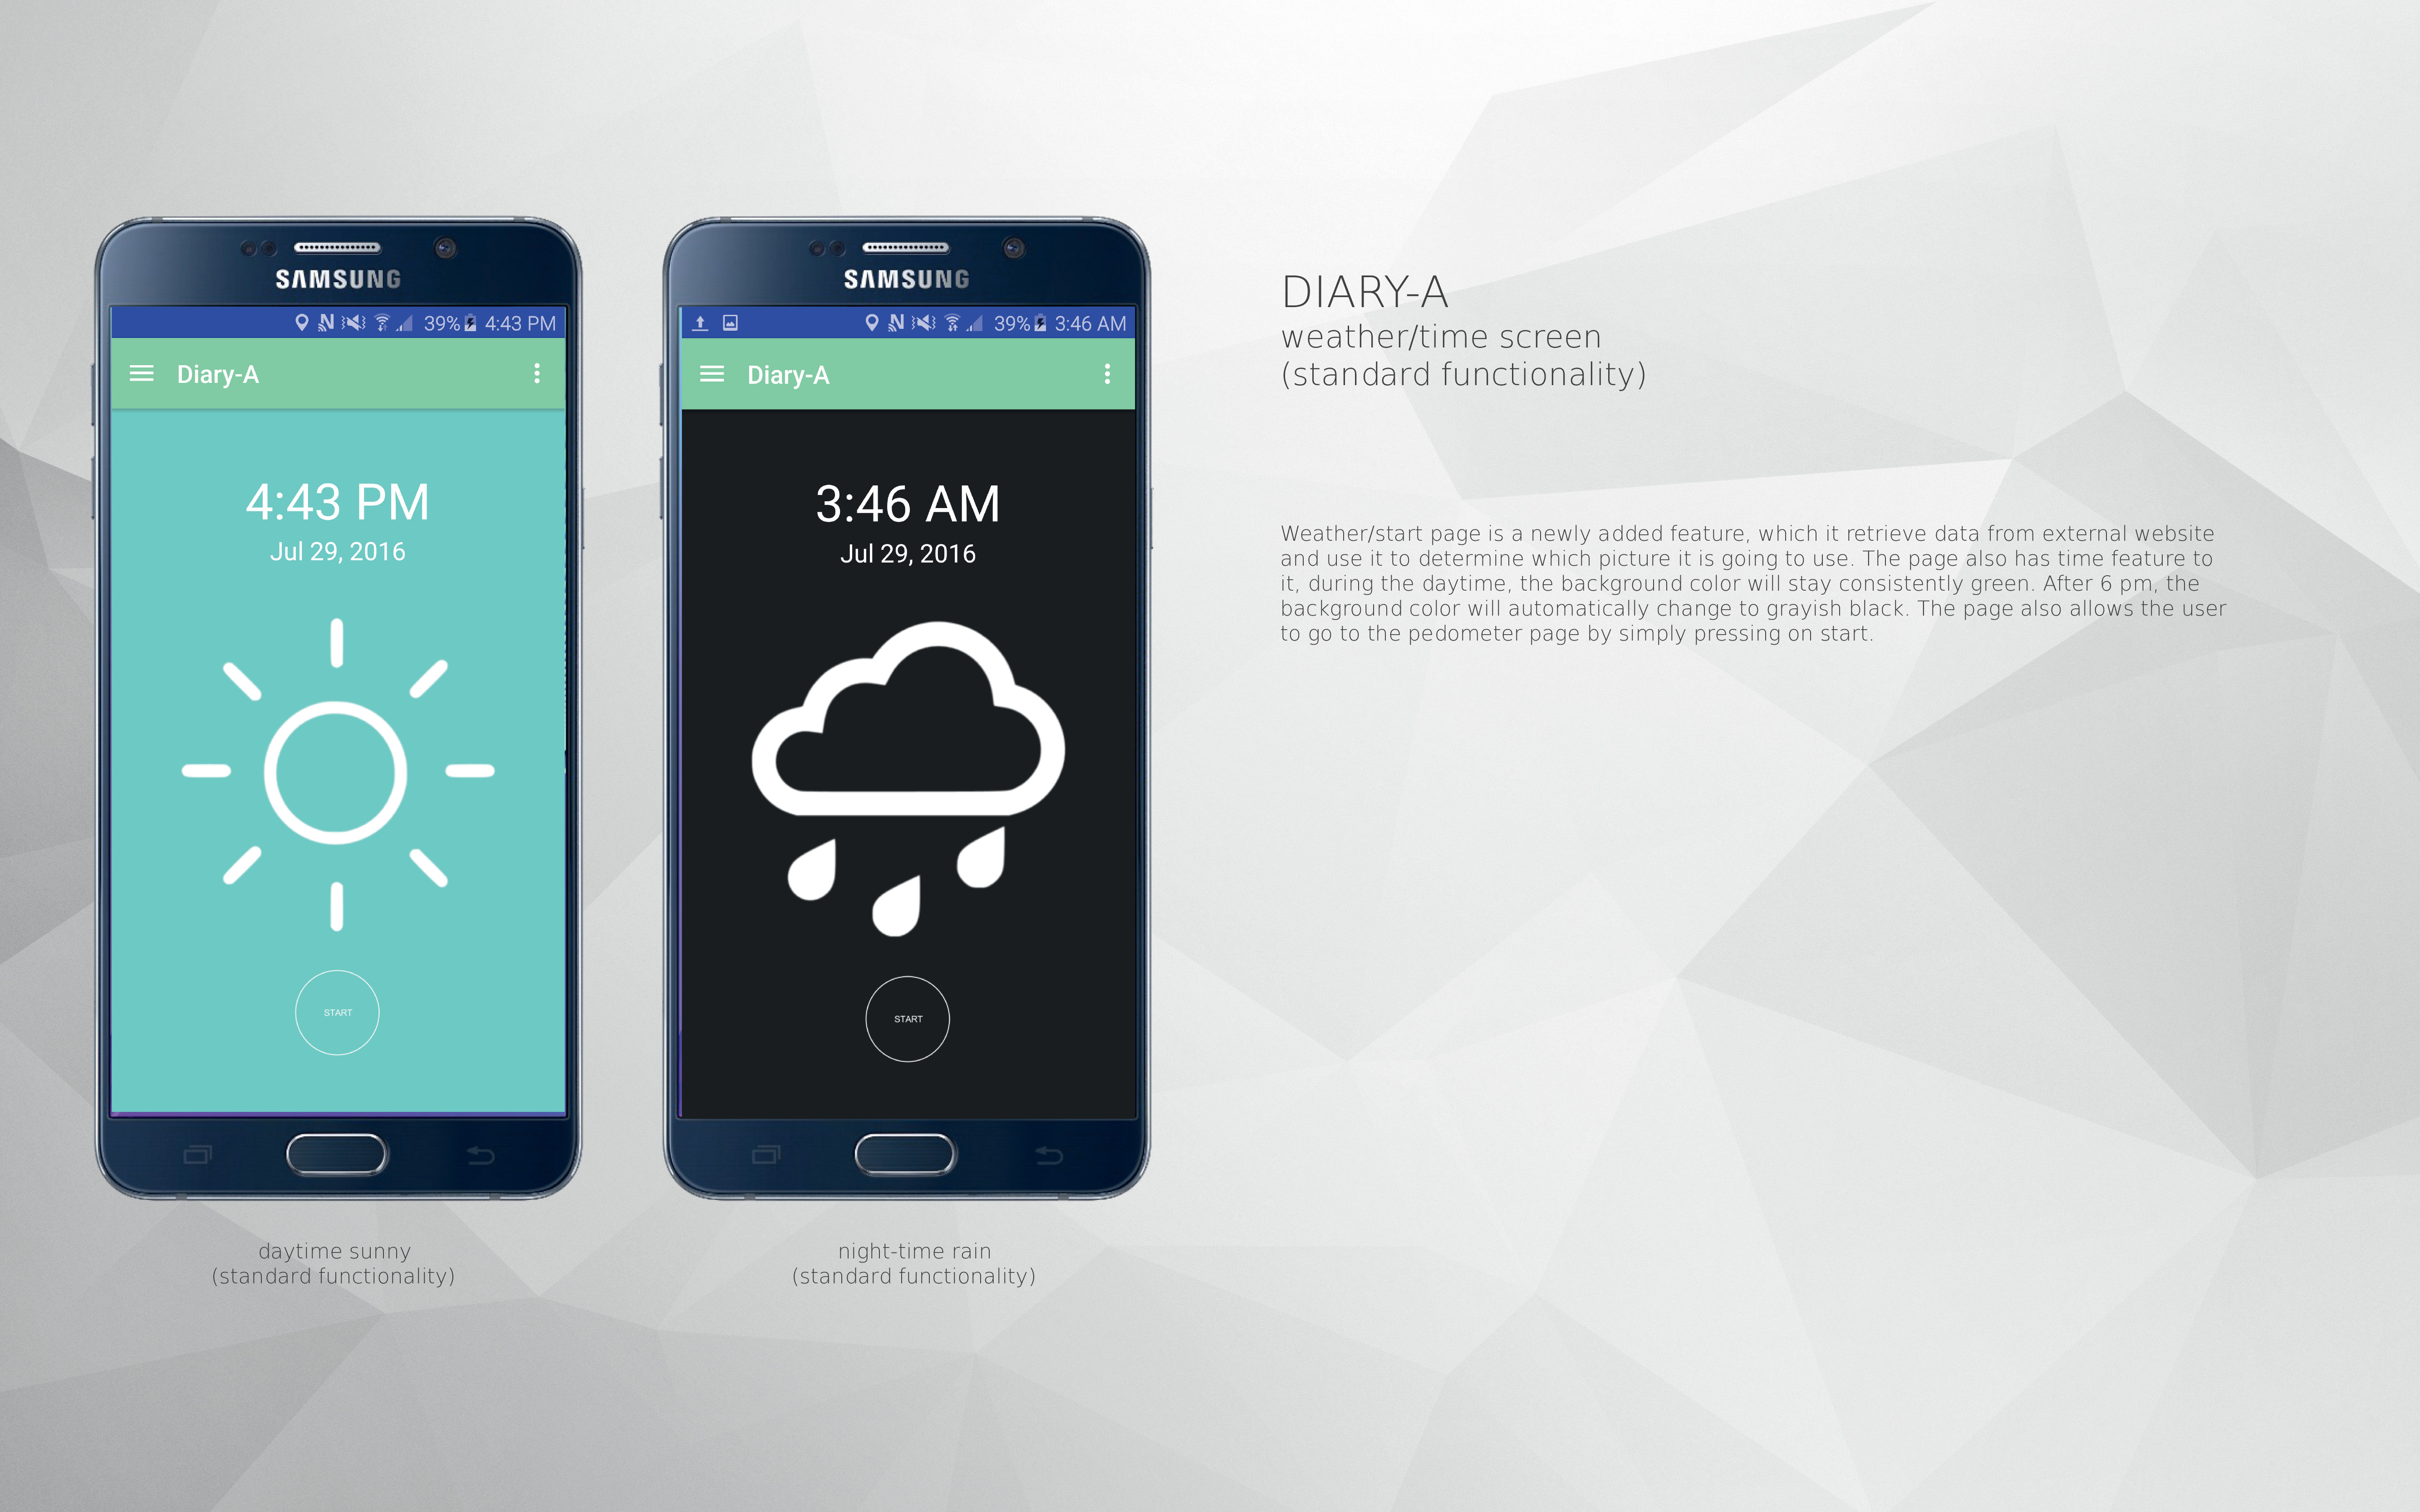 SAMSUNG
39% 4:43 PM
Diary-A
4:43 PM
Jul 29, 2016
START
daytime sunny
(standard functionality)
SAMSUNG
39% 3:46 AM
Diary-A
3:46 AM
Jul 29, 2016
START
night-time rain
(standard functionality)
DIARY-A
weather/time screen
(standard functionality)
Weather/start page is a newly added feature, which it retrieve data from external website
and use it to determine which picture it is going to use. The page also has time feature to
it, during the daytime, the background color will stay consistently green. After 6 pm, the
background color will automatically change to grayish black. The page also allows the user
to go to the pedometer page by simply pressing on start.